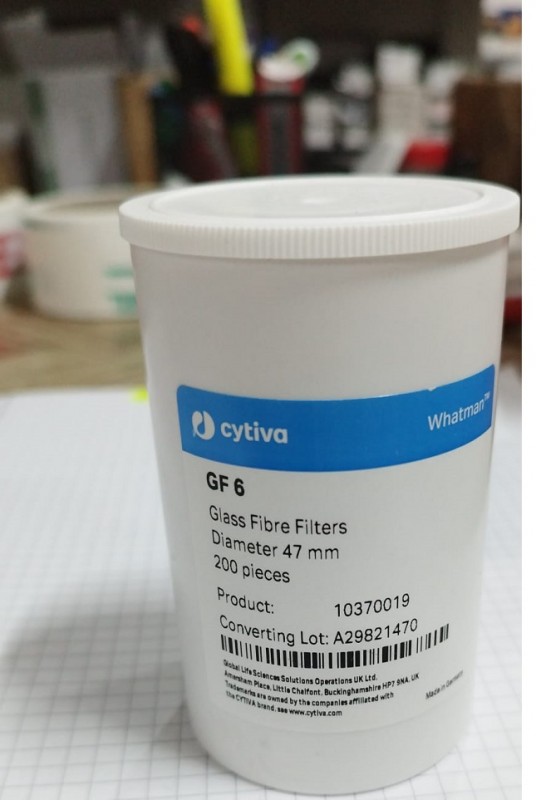 cytiva
Whatman™
GF 6
Glass Fibre Filters
Diameter 47 mm
200 pieces
Product: 10370019
Converting Lot: A29821470
Global Life Sciences Solutions Operations UK Ltd.
Amersham Place, Little Chalfont, Buckinghamshire HP7 9NA, UK
Trademarks are owned by the companies affiliated with
the CYTIVA brand, see www.cytiva.com
Made in Germany